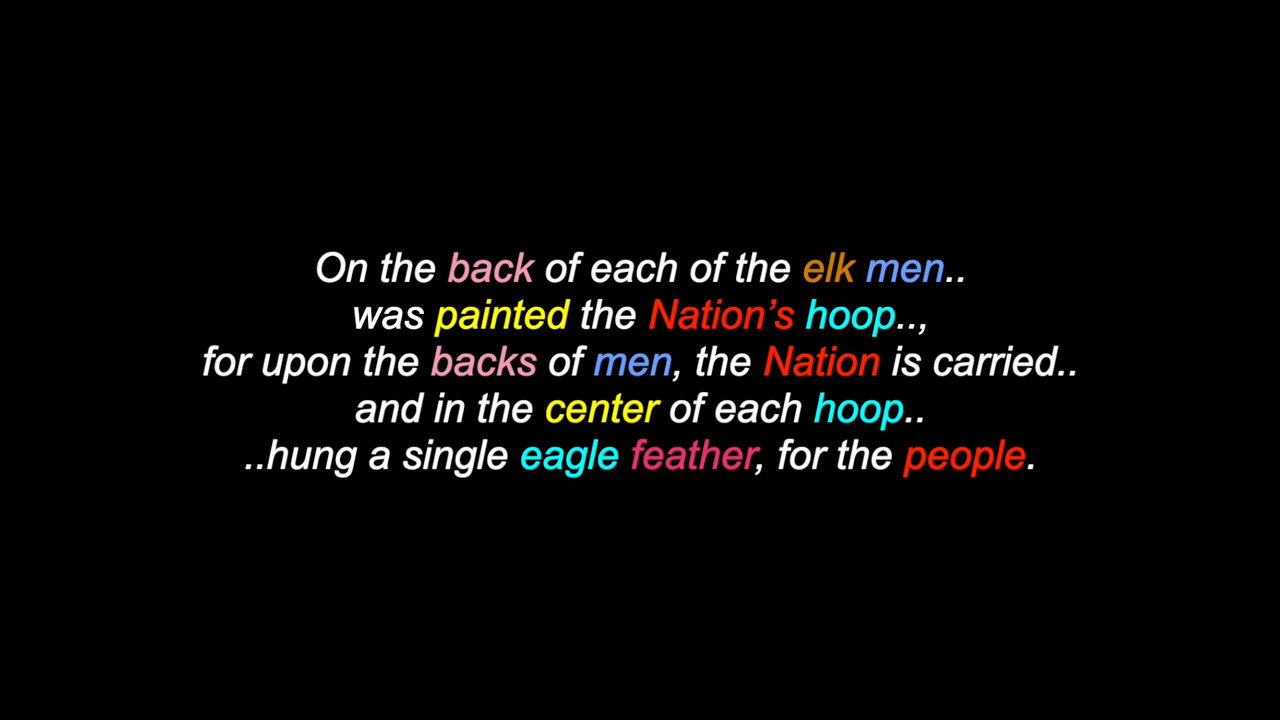 On the back of each of the elk men..
was painted the Nation’s hoop..,
for upon the backs of men, the Nation is carried..
and in the center of each hoop..
..hung a single eagle feather, for the people.